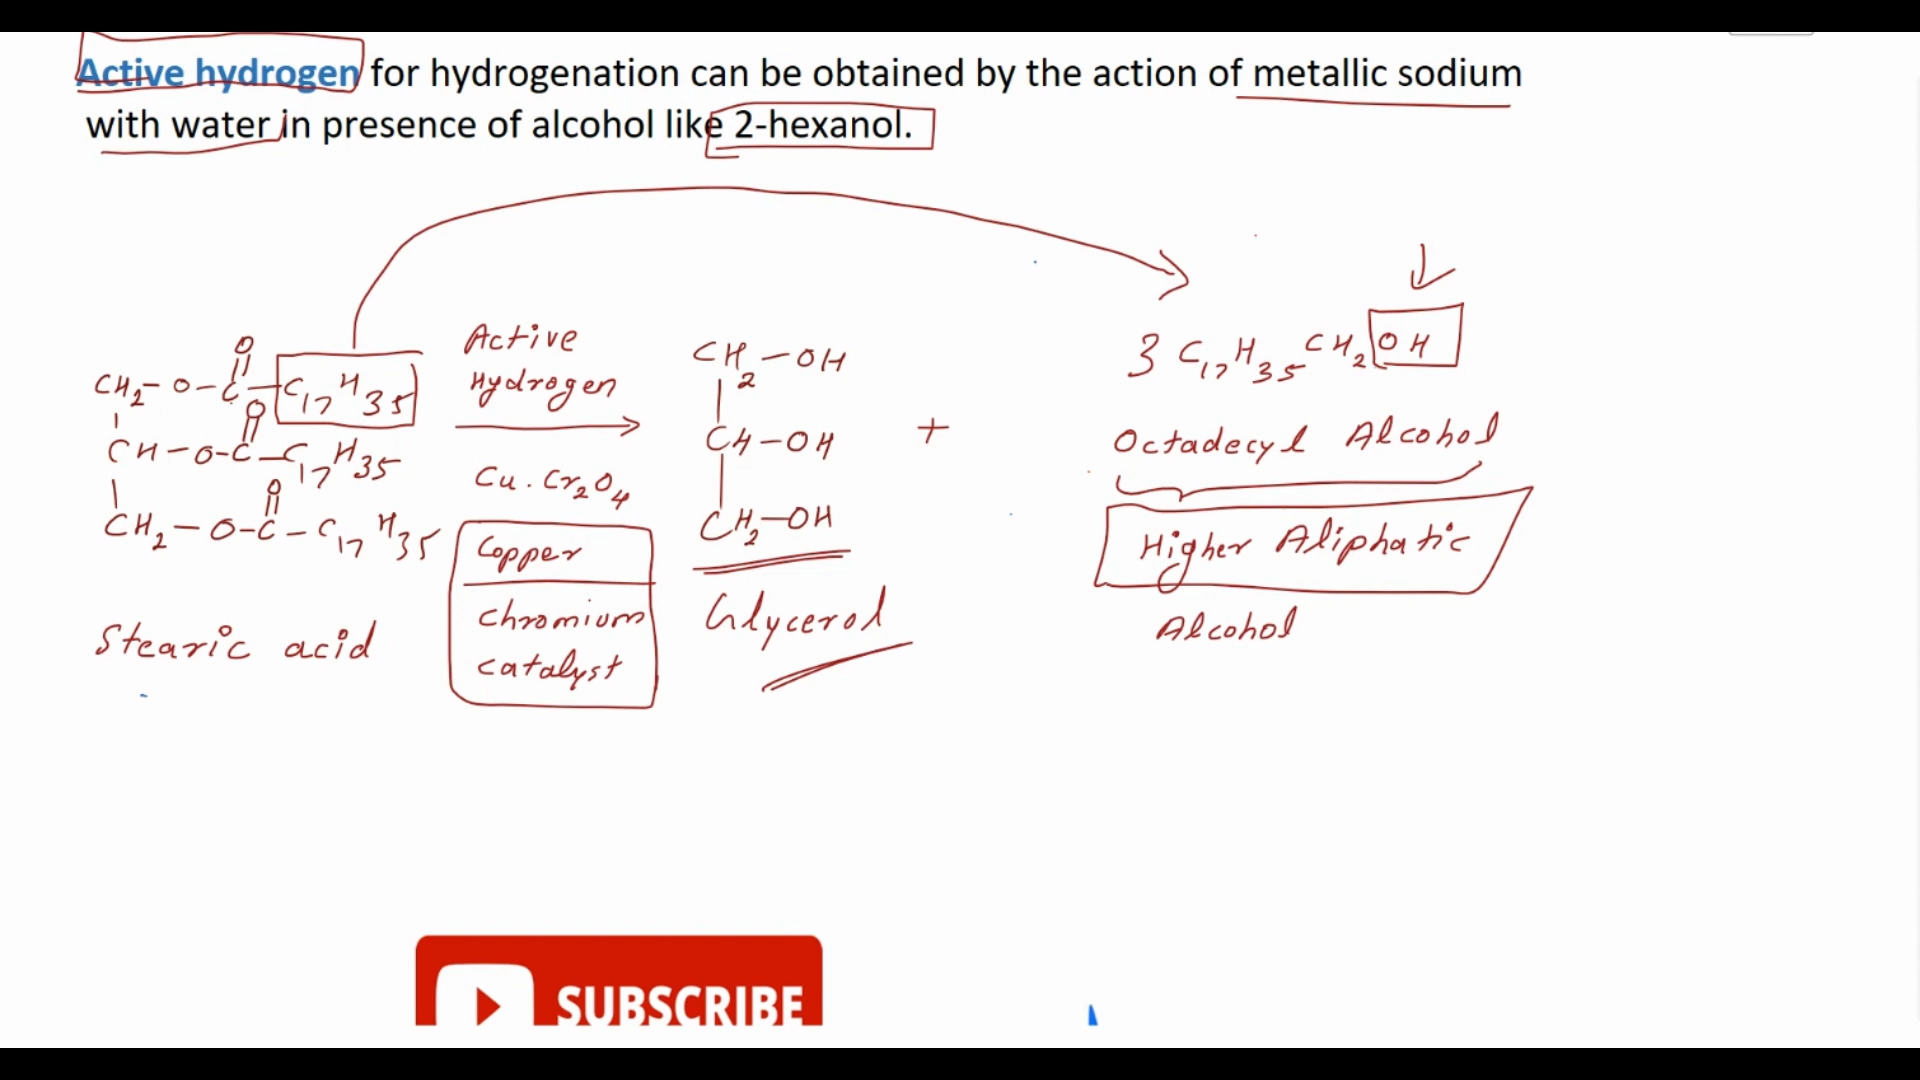 Active hydrogen for hydrogenation can be obtained by the action of metallic sodium
with water in presence of alcohol like 2-hexanol.
CH2-O-C-C17H35
O
CH-O-C-C17H35
O
CH2-O-C-C17H35
O
Stearic acid
Active
Hydrogen
Cu.Cr2O4
Copper
Chromium
catalyst
CH2-OH
CH-OH
CH2-OH
Glycerol
+
3 C17H35CH2OH
Octadecyl Alcohol
Higher Aliphatic
Alcohol
SUBSCRIBE